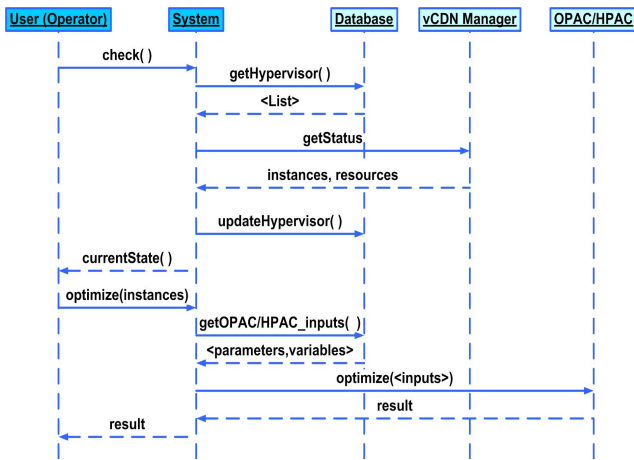 User (Operator)
System
Database
vCDN Manager
OPAC/HPAC
check( )
getHypervisor( )
<List>
getStatus
instances, resources
updateHypervisor( )
currentState( )
optimize(instances)
getOPAC/HPAC_inputs( )
<parameters,variables>
optimize(<inputs>)
result
result